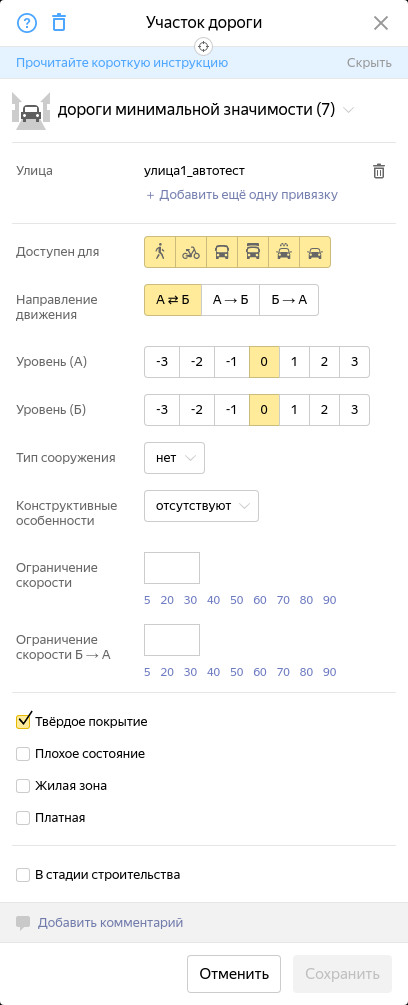 Участок дороги
Прочитайте короткую инструкцию Скрыть
дороги минимальной значимости (7)
Улица улица1_автотест
+ Добавить ещё одну привязку
Доступен для
Направление движения А ⇄ Б А → Б Б → А
Уровень (А) -3 -2 -1 0 1 2 3
Уровень (Б) -3 -2 -1 0 1 2 3
Тип сооружения нет
Конструктивные особенности отсутствуют
Ограничение скорости
5 20 30 40 50 60 70 80 90
Ограничение скорости Б → А
5 20 30 40 50 60 70 80 90
Твёрдое покрытие
Плохое состояние
Жилая зона
Платная
В стадии строительства
Добавить комментарий
Отменить Сохранить